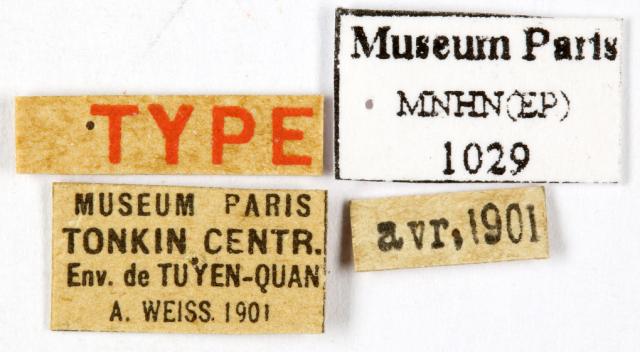 TYPE
Museum Paris
MNHN(EP)
1029
MUSEUM PARIS
TONKIN CENTR.
Env. de TUYEN-QUAN
A. WEISS. 1901
avr, 1901